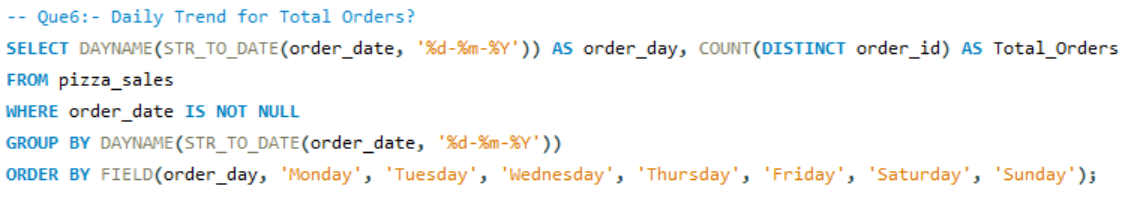 -- Que6:- Daily Trend for Total Orders?
SELECT DAYNAME(STR_TO_DATE(order_date, '%d-%m-%Y')) AS order_day, COUNT(DISTINCT order_id) AS Total_Orders
FROM pizza_sales
WHERE order_date IS NOT NULL
GROUP BY DAYNAME(STR_TO_DATE(order_date, '%d-%m-%Y'))
ORDER BY FIELD(order_day, 'Monday', 'Tuesday', 'Wednesday', 'Thursday', 'Friday', 'Saturday', 'Sunday');